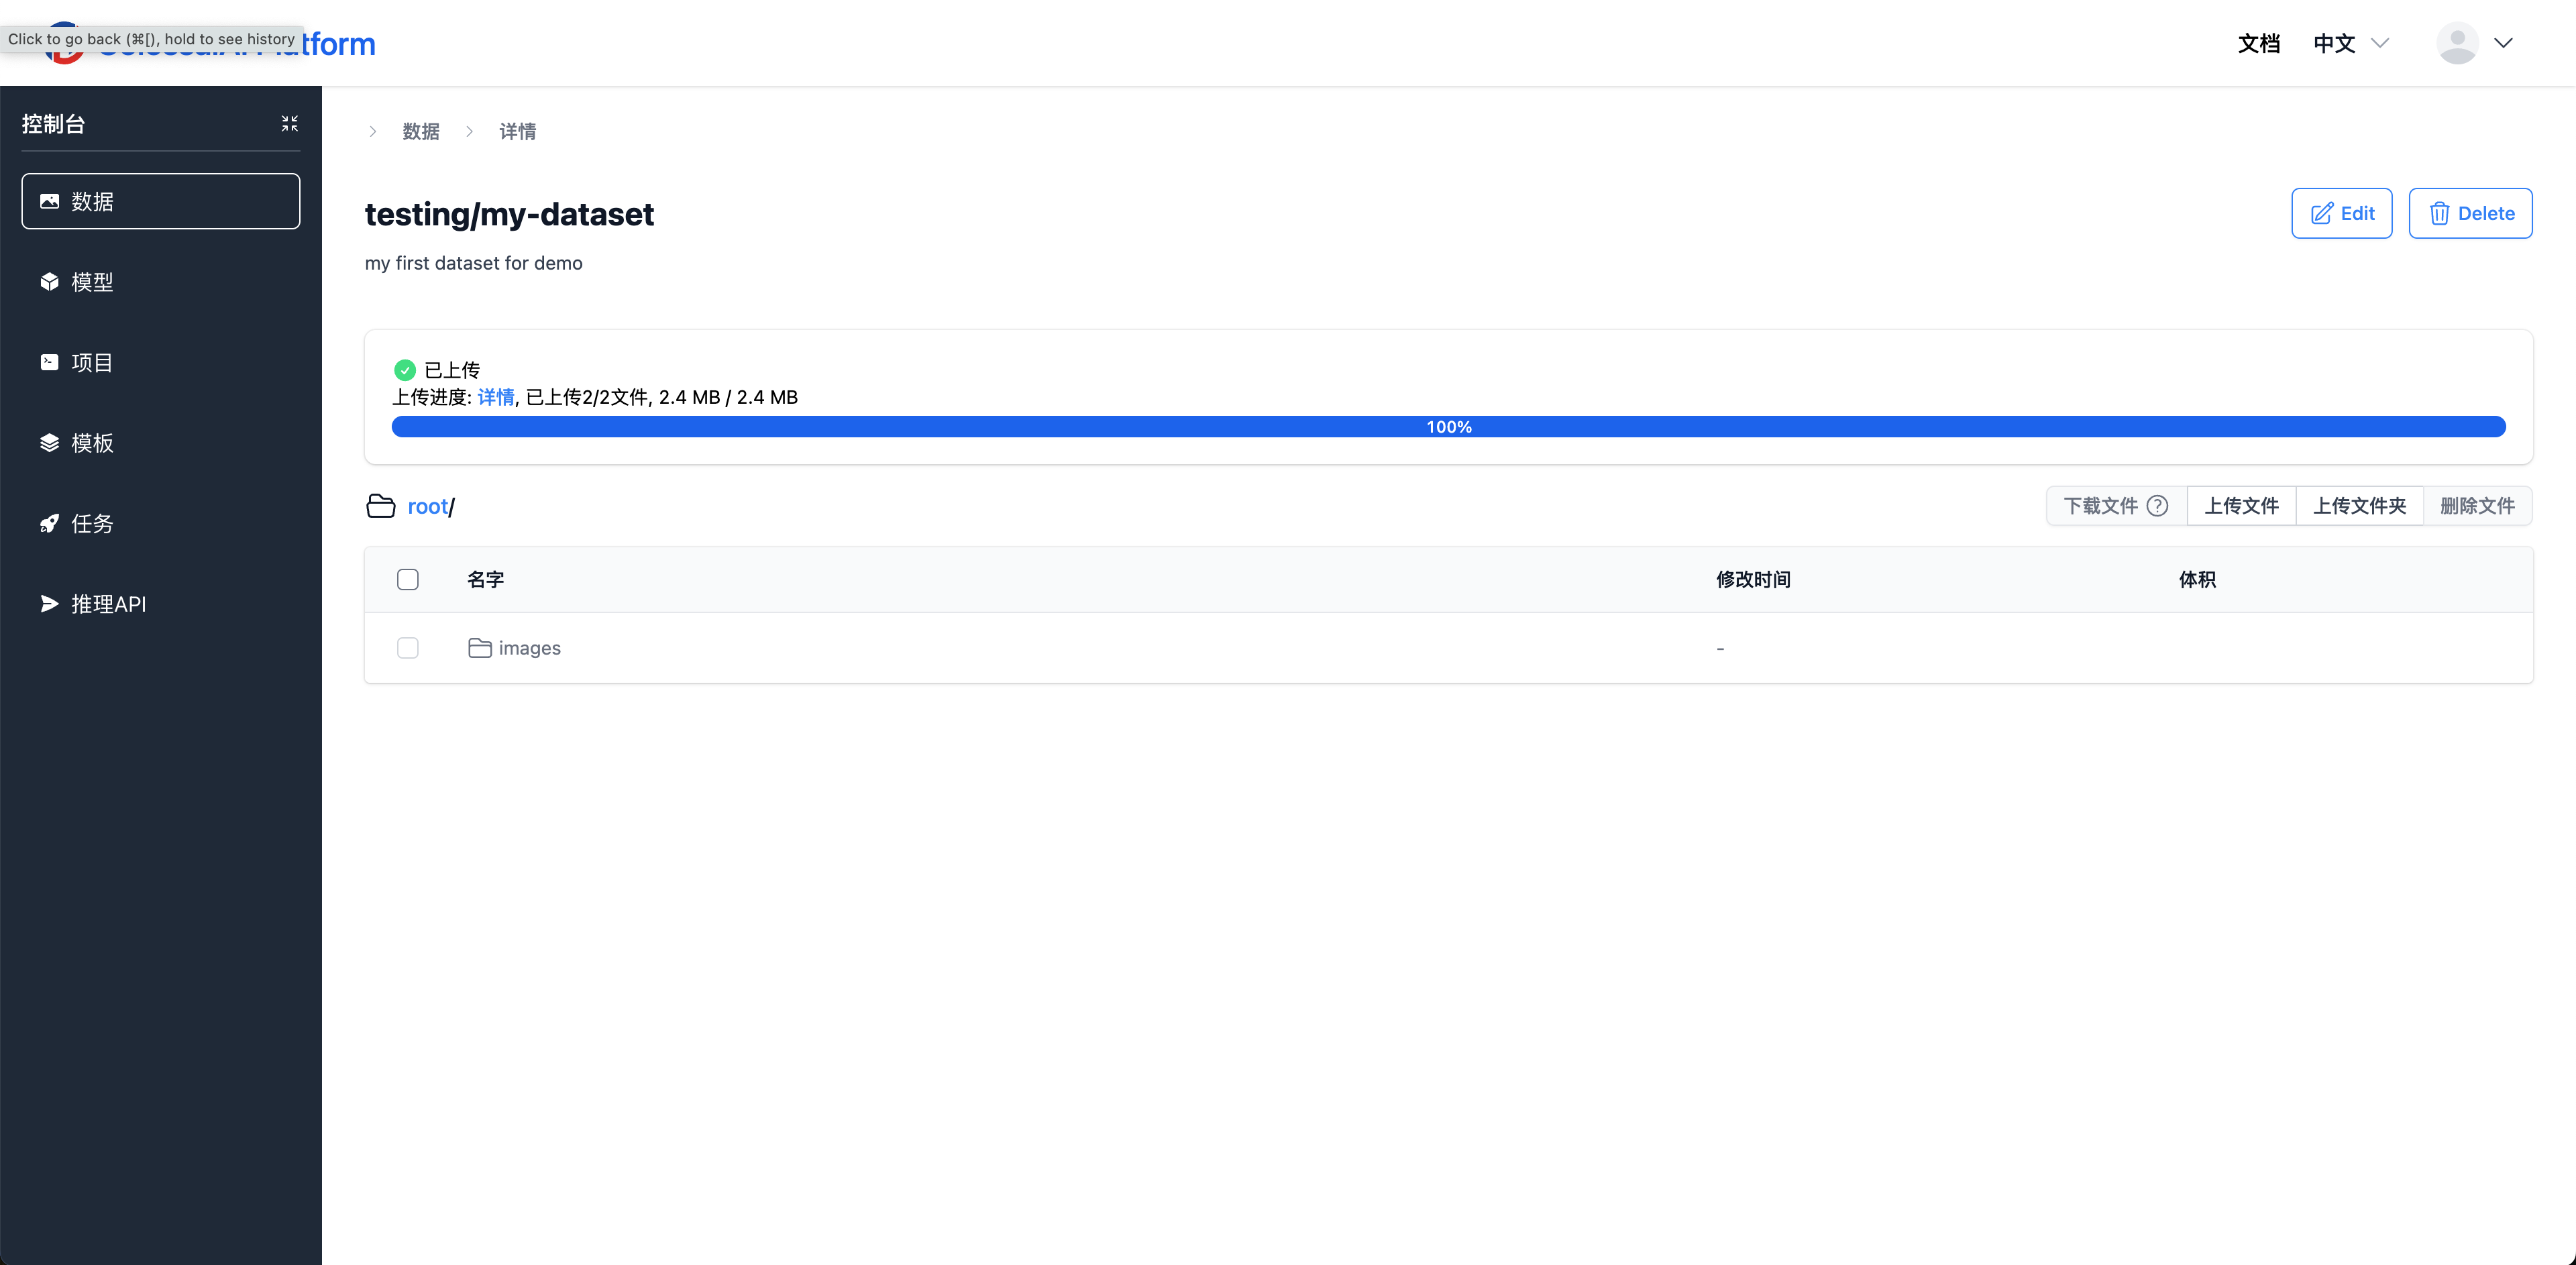 Click to go back (⌘[), hold to see history
tform
文档
中文
控制台
数据
模型
项目
模板
任务
推理API
数据
详情
testing/my-dataset
Edit
Delete
my first dataset for demo
已上传
上传进度: 详情, 已上传2/2文件, 2.4 MB / 2.4 MB
100%
root/
下载文件
上传文件
上传文件夹
删除文件
名字
修改时间
体积
images
-